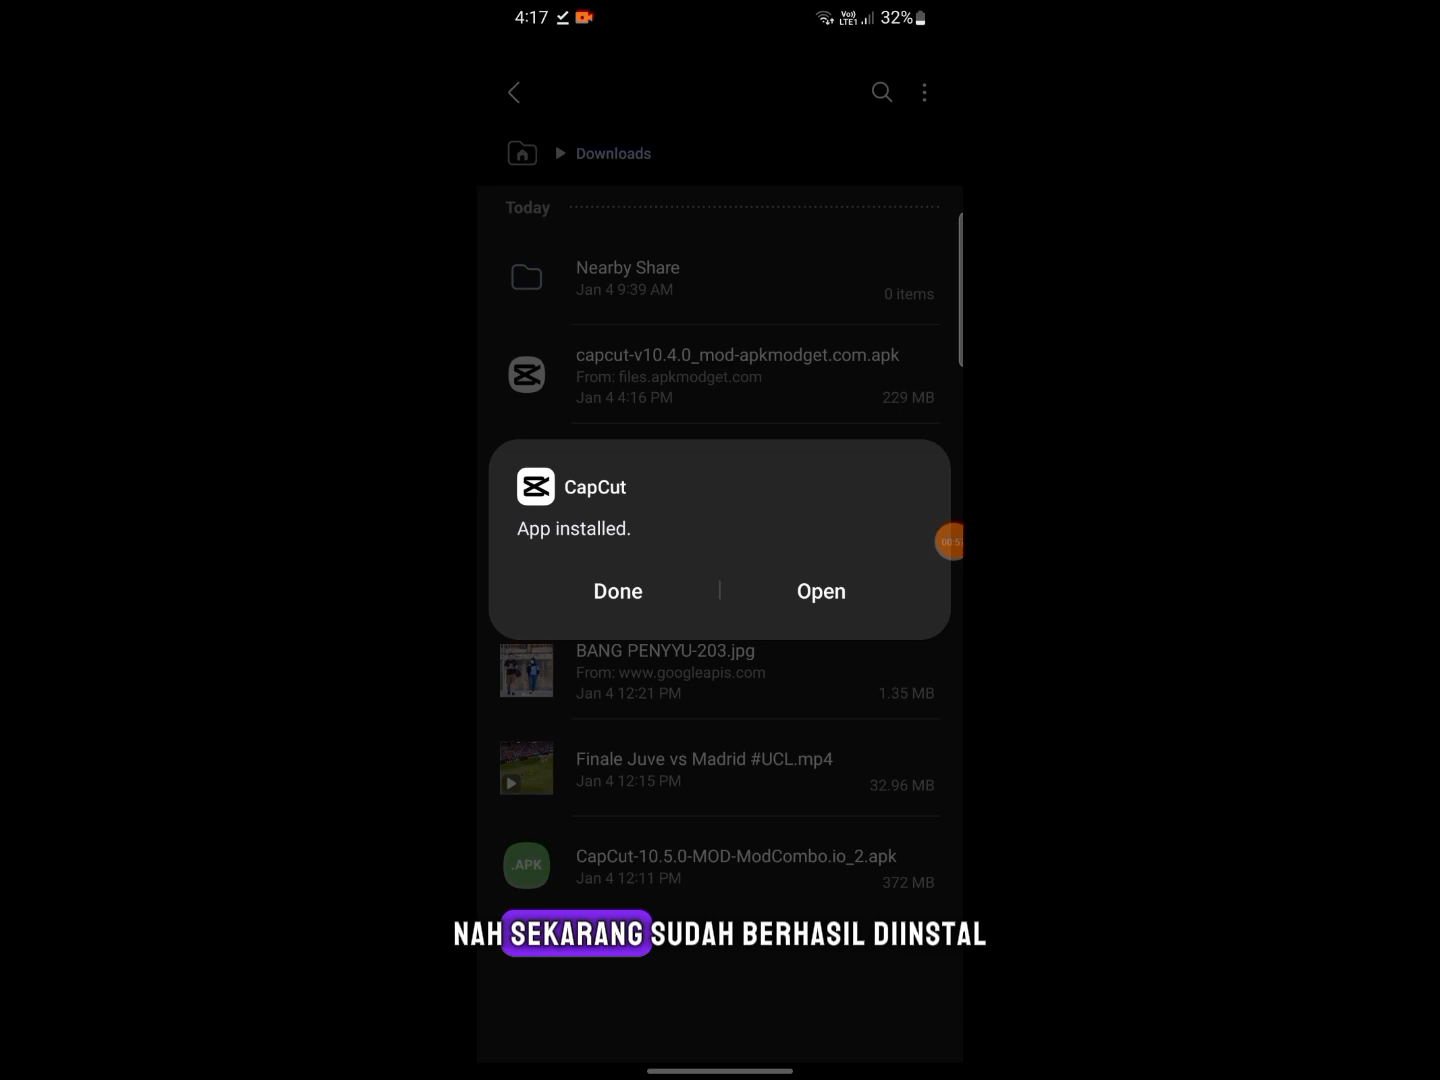 4:17
Vo))
LTE1
32%
Downloads
Today
Nearby Share
Jan 4 9:39 AM
0 items
capcut-v10.4.0_mod-apkmodget.com.apk
From: files.apkmodget.com
Jan 4 4:16 PM
229 MB
CapCut
App installed.
00:5
Done
Open
BANG PENYYU-203.jpg
From: www.googleapis.com
Jan 4 12:21 PM
1.35 MB
Finale Juve vs Madrid #UCL.mp4
Jan 4 12:15 PM
32.96 MB
.APK
CapCut-10.5.0-MOD-ModCombo.io_2.apk
Jan 4 12:11 PM
372 MB
NAH SEKARANG SUDAH BERHASIL DIINSTAL